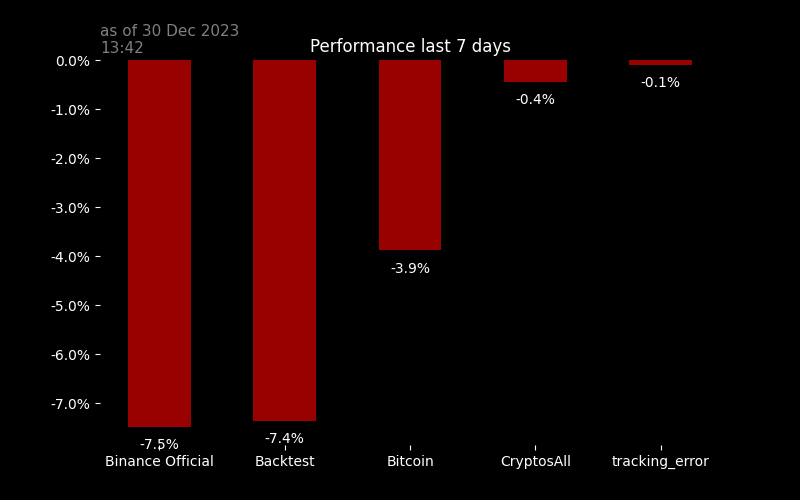 as of 30 Dec 2023
13:42
Performance last 7 days
0.0%
-1.0%
-2.0%
-3.0%
-4.0%
-5.0%
-6.0%
-7.0%
-7.5%
-7.4%
-3.9%
-0.4%
-0.1%
Binance Official
Backtest
Bitcoin
CryptosAll
tracking_error